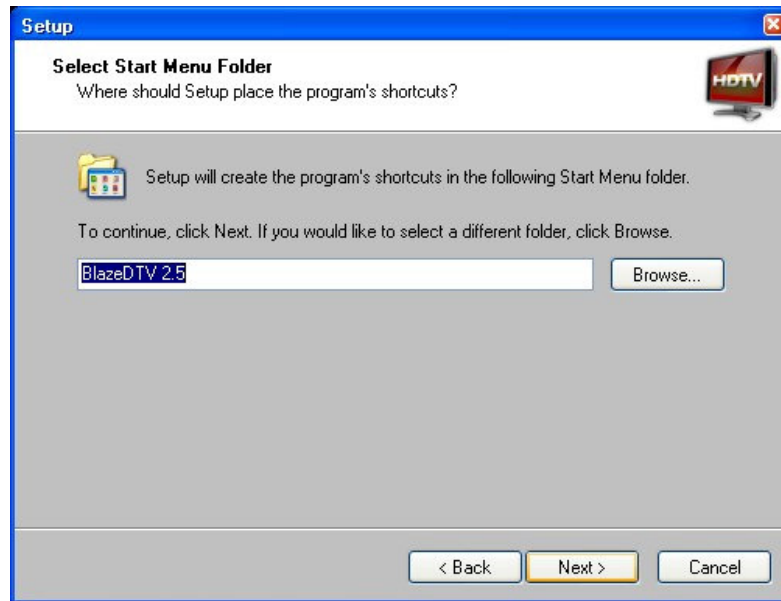 Setup
Select Start Menu Folder
Where should Setup place the program's shortcuts?
HDTV
Setup will create the program's shortcuts in the following Start Menu folder.
To continue, click Next. If you would like to select a different folder, click Browse.
BlazeDTV 2.5
Browse...
< Back
Next >
Cancel